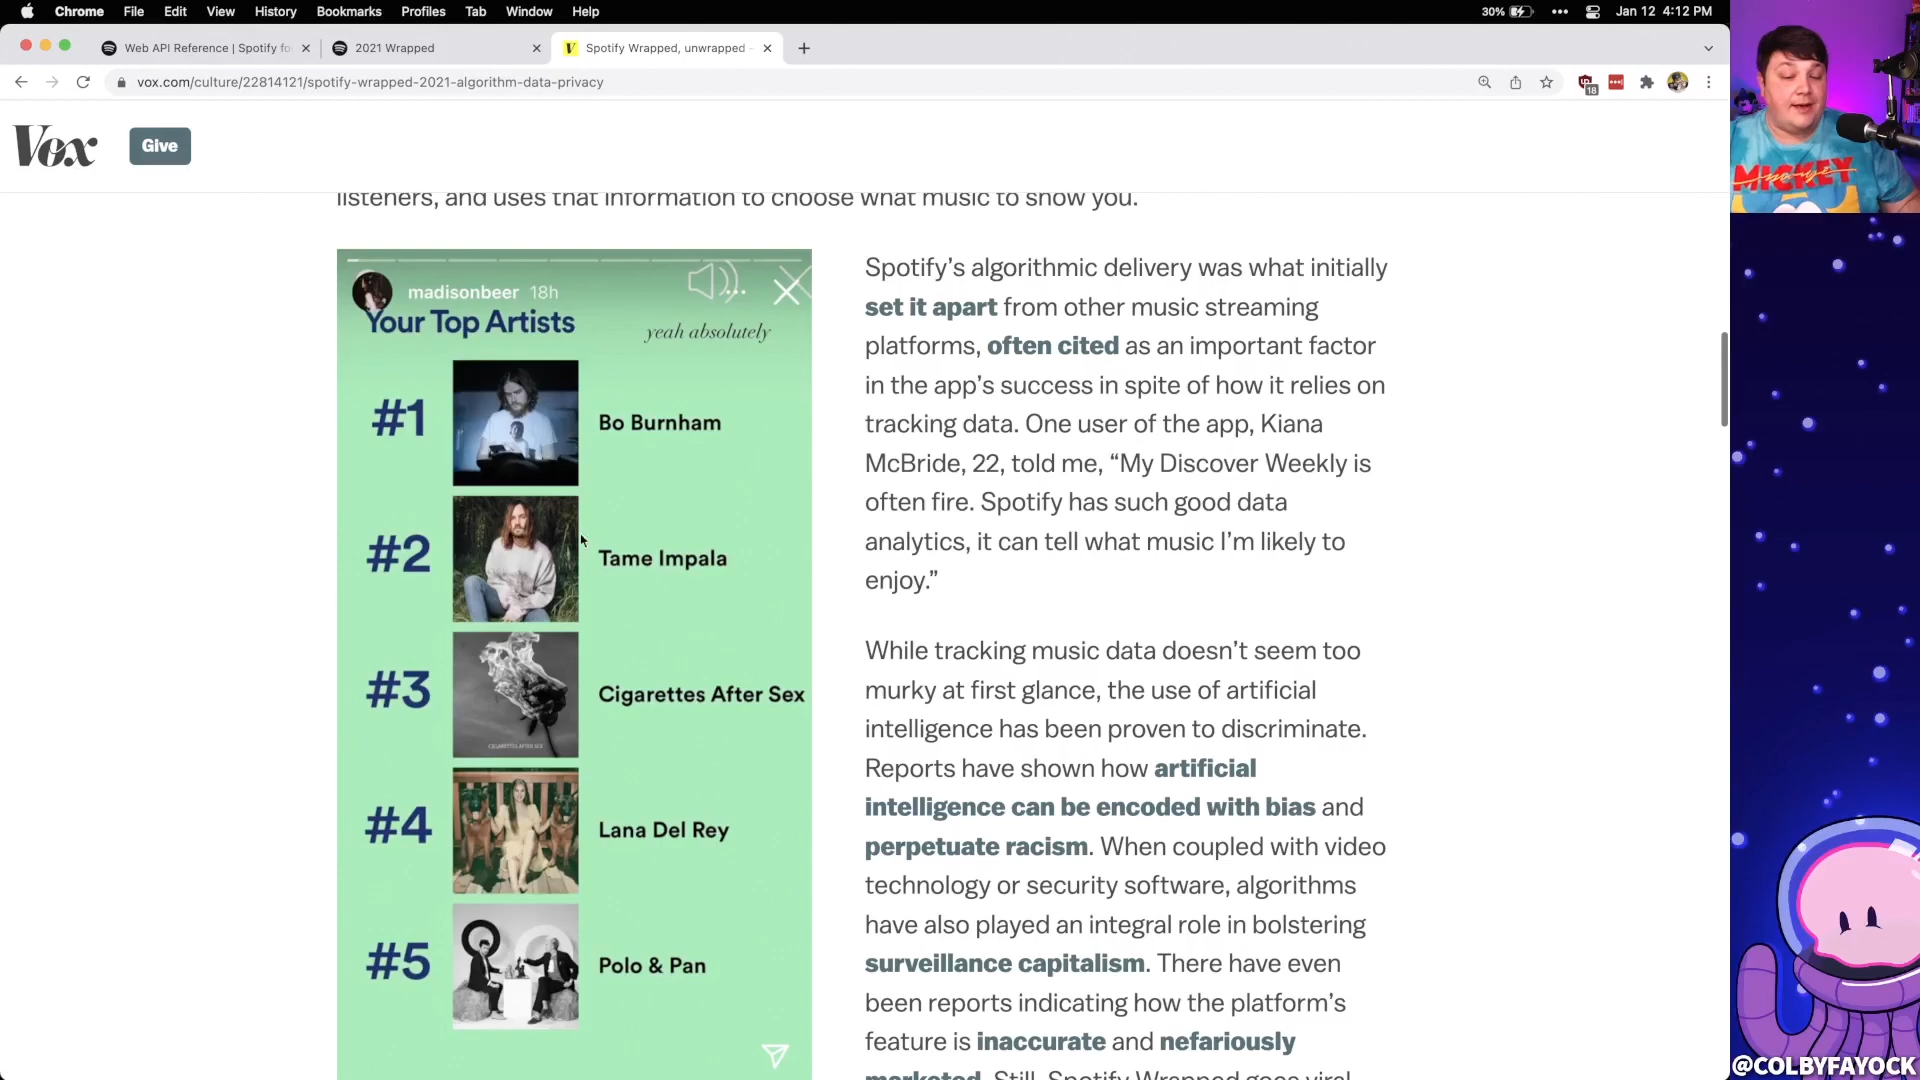 Chrome File Edit View History Bookmarks Profiles Tab Window Help 30% Jan 12 4:12 PM
Web API Reference | Spotify fo 2021 Wrapped Spotify Wrapped, unwrapped -
vox.com/culture/22814121/spotify-wrapped-2021-algorithm-data-privacy 18
Vox Give
listeners, and uses that information to choose what music to show you.
madisonbeer 18h
Your Top Artists
yeah absolutely
#1 Bo Burnham
#2 Tame Impala
#3 Cigarettes After Sex
CIGARETTES AFTER SEX
#4 Lana Del Rey
#5 Polo & Pan
Spotify’s algorithmic delivery was what initially
set it apart from other music streaming
platforms, often cited as an important factor
in the app’s success in spite of how it relies on
tracking data. One user of the app, Kiana
McBride, 22, told me, “My Discover Weekly is
often fire. Spotify has such good data
analytics, it can tell what music I’m likely to
enjoy.”
While tracking music data doesn’t seem too
murky at first glance, the use of artificial
intelligence has been proven to discriminate.
Reports have shown how artificial
intelligence can be encoded with bias and
perpetuate racism. When coupled with video
technology or security software, algorithms
have also played an integral role in bolstering
surveillance capitalism. There have even
been reports indicating how the platform’s
feature is inaccurate and nefariously
marketed. Still, Spotify Wrapped goes viral
MICKEY
@COLBYFAYOCK